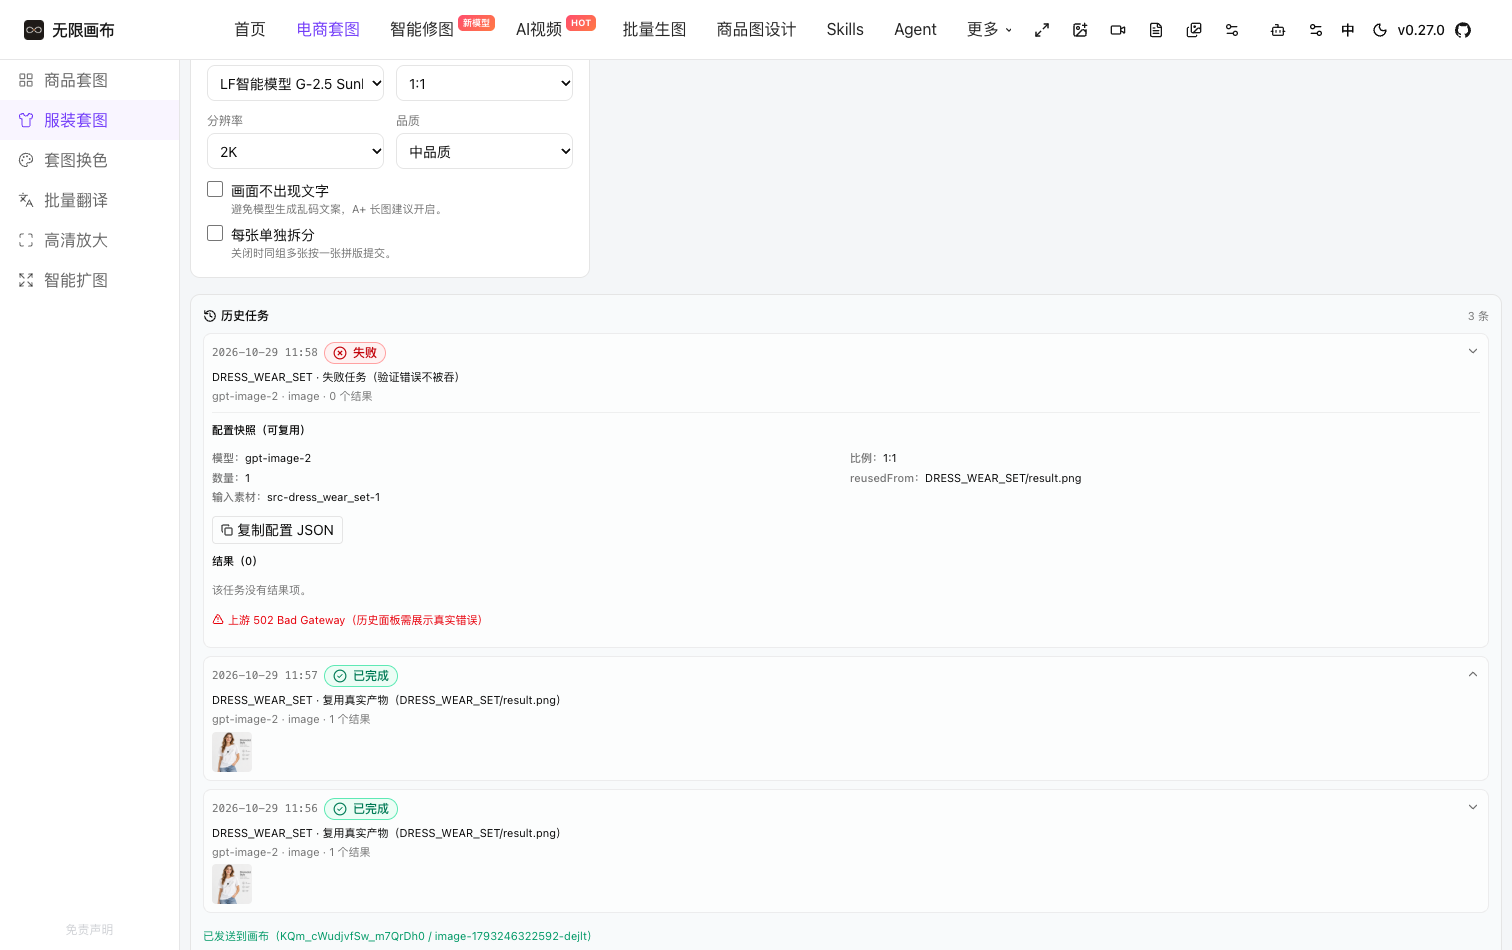 无限画布
首页
电商套图
智能修图
新模型
AI视频
HOT
批量生图
商品图设计
Skills
Agent
更多
中
v0.27.0
商品套图
服装套图
套图换色
批量翻译
高清放大
智能扩图
免责声明
LF智能模型 G-2.5 Sunl
1:1
分辨率
品质
2K
中品质
画面不出现文字
避免模型生成乱码文案，A+ 长图建议开启。
每张单独拆分
关闭时同组多张按一张拼版提交。
历史任务
3 条
2026-10-29 11:58 失败
DRESS_WEAR_SET · 失败任务（验证错误不被吞）
gpt-image-2 · image · 0 个结果
配置快照（可复用）
模型：gpt-image-2
比例：1:1
数量：1
reusedFrom：DRESS_WEAR_SET/result.png
输入素材：src-dress_wear_set-1
复制配置 JSON
结果（0）
该任务没有结果项。
上游 502 Bad Gateway（历史面板需展示真实错误）
2026-10-29 11:57 已完成
DRESS_WEAR_SET · 复用真实产物（DRESS_WEAR_SET/result.png）
gpt-image-2 · image · 1 个结果
2026-10-29 11:56 已完成
DRESS_WEAR_SET · 复用真实产物（DRESS_WEAR_SET/result.png）
gpt-image-2 · image · 1 个结果
已发送到画布（KQm_cWudjvfSw_m7QrDh0 / image-1793246322592-dejlt）